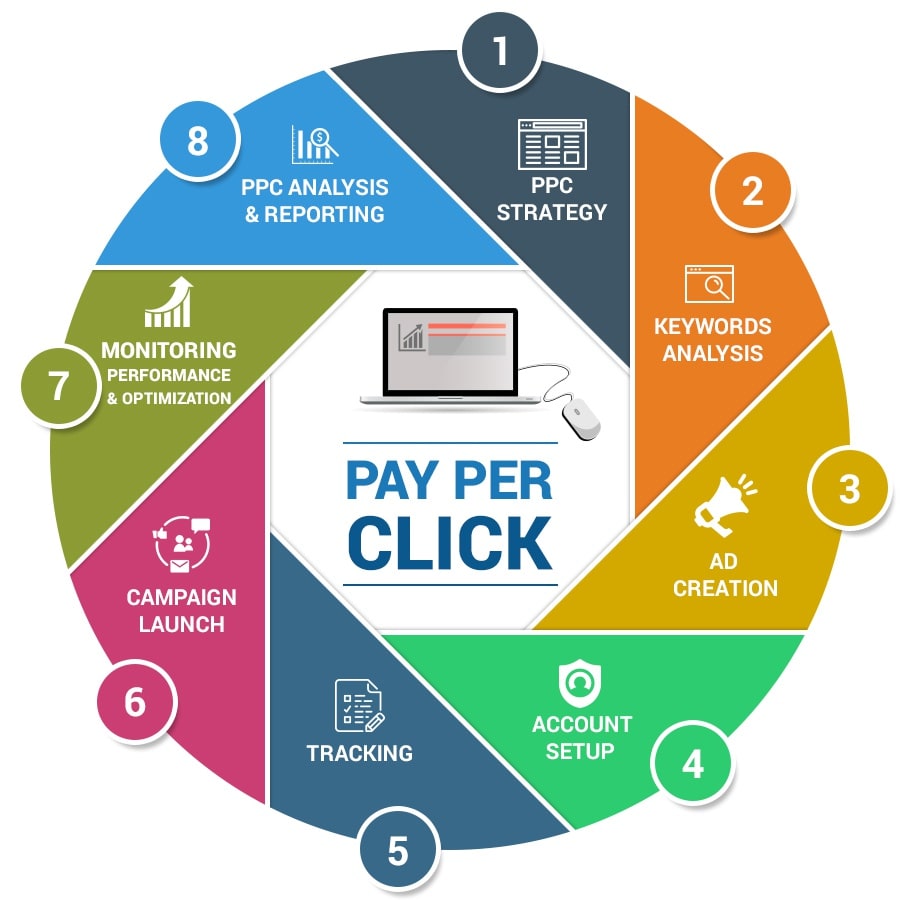 PAY PER
CLICK
1
PPC
STRATEGY
2
KEYWORDS
ANALYSIS
3
AD
CREATION
4
ACCOUNT
SETUP
5
TRACKING
6
CAMPAIGN
LAUNCH
7
MONITORING
PERFORMANCE
& OPTIMIZATION
8
$
PPC ANALYSIS
& REPORTING